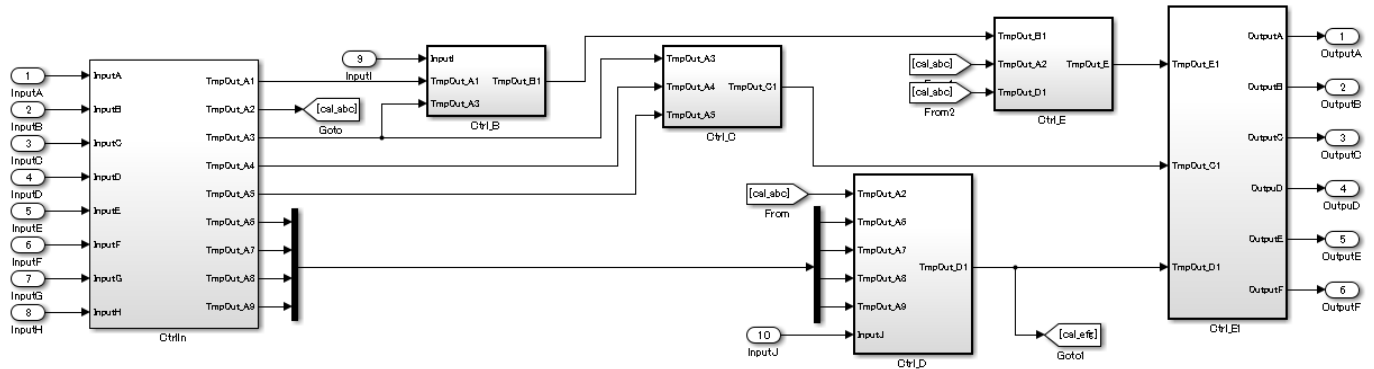 1
InputA
2
InputB
3
InputC
4
InputD
5
InputE
6
InputF
7
InputG
8
InputH
InputA
InputB
InputC
InputD
InputE
InputF
InputG
InputH
TmpOut_A1
TmpOut_A2
TmpOut_A3
TmpOut_A4
TmpOut_A5
TmpOut_A6
TmpOut_A7
TmpOut_A8
TmpOut_A9
CtrlIn
[cal_abc]
Goto
9
InputI
InputI
TmpOut_A1
TmpOut_A3
TmpOut_B1
Ctrl_B
TmpOut_A3
TmpOut_A4
TmpOut_A5
TmpOut_C1
Ctrl_C
[cal_abc]
From
10
InputJ
TmpOut_A2
TmpOut_A6
TmpOut_A7
TmpOut_A8
TmpOut_A9
InputJ
TmpOut_D1
Ctrl_D
[cal_abc]
[cal_abc]
From2
TmpOut_B1
TmpOut_A2
TmpOut_D1
TmpOut_E
Ctrl_E
Goto1
TmpOut_E1
TmpOut_C1
TmpOut_D1
OutputA
OutputB
OutputC
OutpuD
OutputE
OutputF
Ctrl_E1
1
OutputA
2
OutputB
3
OutputC
4
OutpuD
5
OutputE
6
OutputF